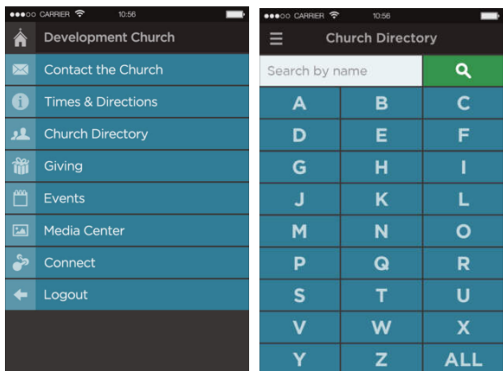 CARRIER 10:56
Development Church
Contact the Church
Times & Directions
Church Directory
Giving
Events
Media Center
Connect
Logout
CARRIER 10:56
Church Directory
Search by name
A B C
D E F
G H I
J K L
M N O
P Q R
S T U
V W X
Y Z ALL